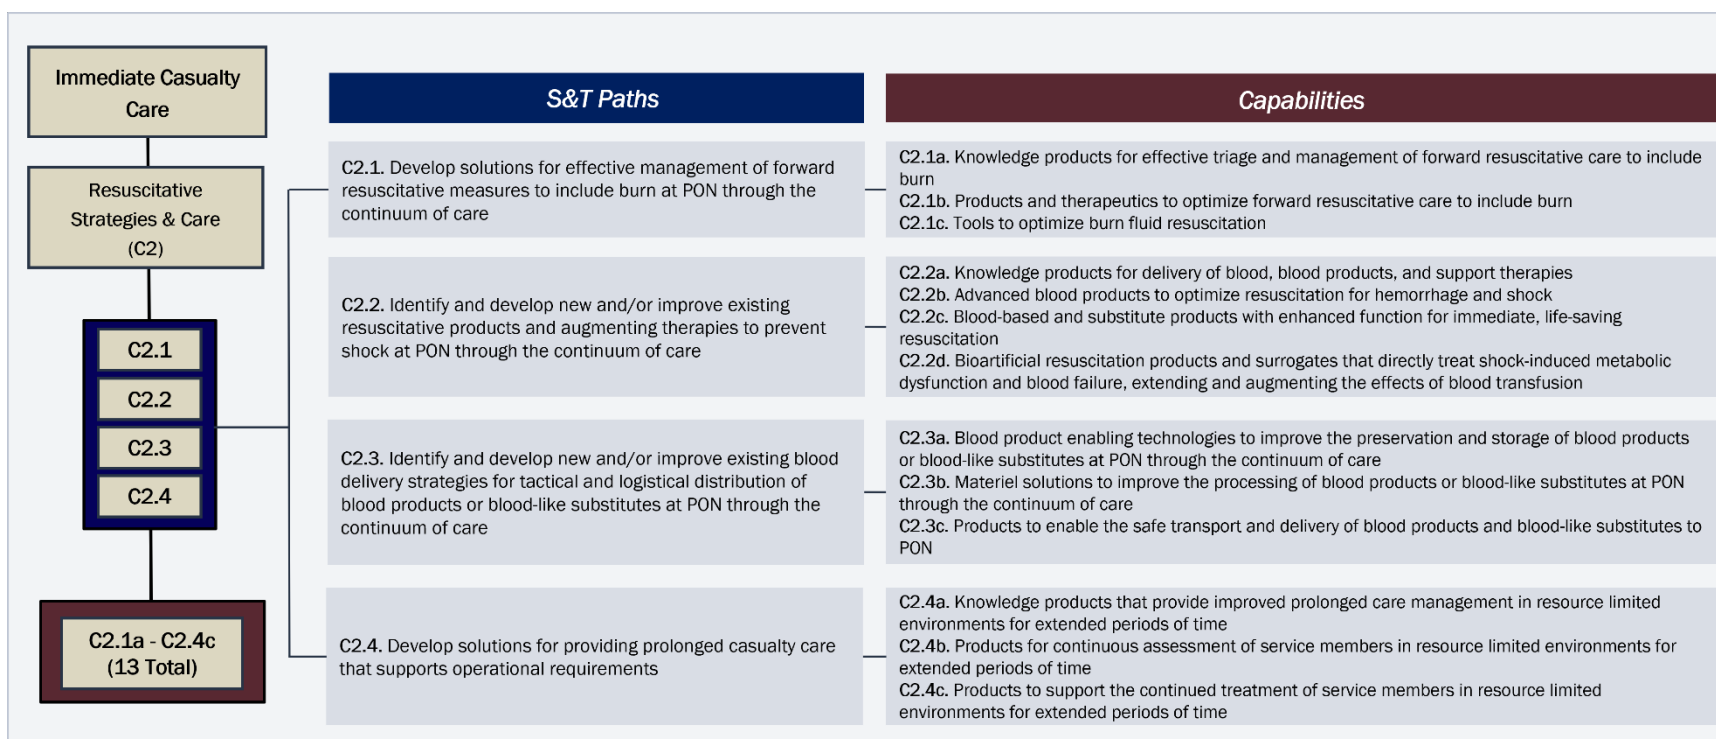 Immediate Casualty
Care
Resuscitative
Strategies & Care
(C2)
C2.1
C2.2
C2.3
C2.4
C2.1a - C2.4c
(13 Total)
S&T Paths
Capabilities
C2.1. Develop solutions for effective management of forward
resuscitative measures to include burn at PON through the
continuum of care
C2.1a. Knowledge products for effective triage and management of forward resuscitative care to include
burn
C2.1b. Products and therapeutics to optimize forward resuscitative care to include burn
C2.1c. Tools to optimize burn fluid resuscitation
C2.2. Identify and develop new and/or improve existing
resuscitative products and augmenting therapies to prevent
shock at PON through the continuum of care
C2.2a. Knowledge products for delivery of blood, blood products, and support therapies
C2.2b. Advanced blood products to optimize resuscitation for hemorrhage and shock
C2.2c. Blood-based and substitute products with enhanced function for immediate, life-saving
resuscitation
C2.2d. Bioartificial resuscitation products and surrogates that directly treat shock-induced metabolic
dysfunction and blood failure, extending and augmenting the effects of blood transfusion
C2.3. Identify and develop new and/or improve existing blood
delivery strategies for tactical and logistical distribution of
blood products or blood-like substitutes at PON through the
continuum of care
C2.3a. Blood product enabling technologies to improve the preservation and storage of blood products
or blood-like substitutes at PON through the continuum of care
C2.3b. Materiel solutions to improve the processing of blood products or blood-like substitutes at PON
through the continuum of care
C2.3c. Products to enable the safe transport and delivery of blood products and blood-like substitutes to
PON
C2.4. Develop solutions for providing prolonged casualty care
that supports operational requirements
C2.4a. Knowledge products that provide improved prolonged care management in resource limited
environments for extended periods of time
C2.4b. Products for continuous assessment of service members in resource limited environments for
extended periods of time
C2.4c. Products to support the continued treatment of service members in resource limited
environments for extended periods of time